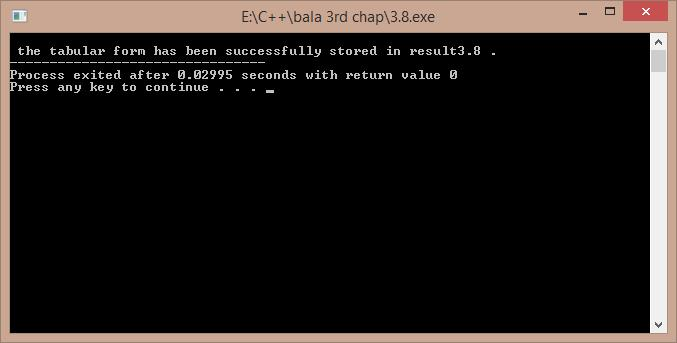 E:\C++\bala 3rd chap\3.8.exe
the tabular form has been successfully stored in result3.8 .
--------------------------------
Process exited after 0.02995 seconds with return value 0
Press any key to continue . . .